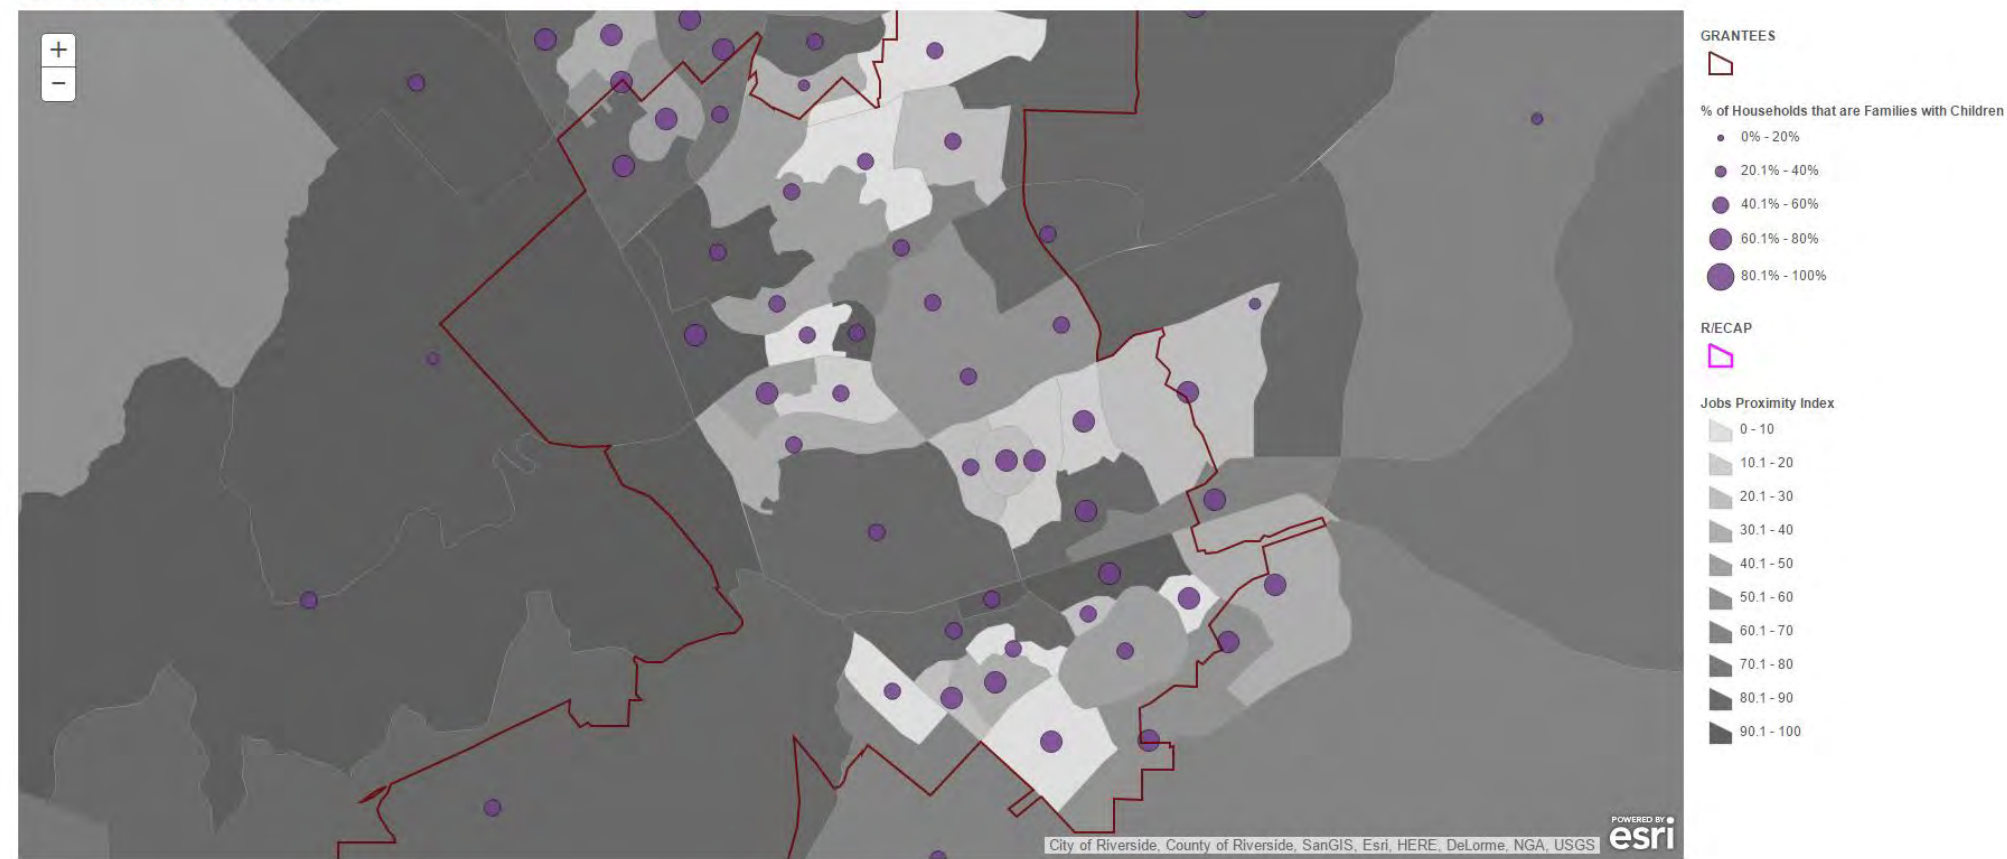 +
−
GRANTEES
% of Households that are Families with Children
0% - 20%
20.1% - 40%
40.1% - 60%
60.1% - 80%
80.1% - 100%
R/ECAP
Jobs Proximity Index
0 - 10
10.1 - 20
20.1 - 30
30.1 - 40
40.1 - 50
50.1 - 60
60.1 - 70
70.1 - 80
80.1 - 90
90.1 - 100
POWERED BY
esri
City of Riverside, County of Riverside, SanGIS, Esri, HERE, DeLorme, NGA, USGS